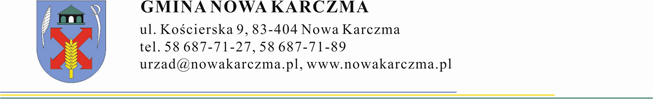 GMINA NOWA KARCZMA
ul. Kościerska 9, 83-404 Nowa Karczma
tel. 58 687-71-27, 58 687-71-89
urzad@nowakarczma.pl, www.nowakarczma.pl